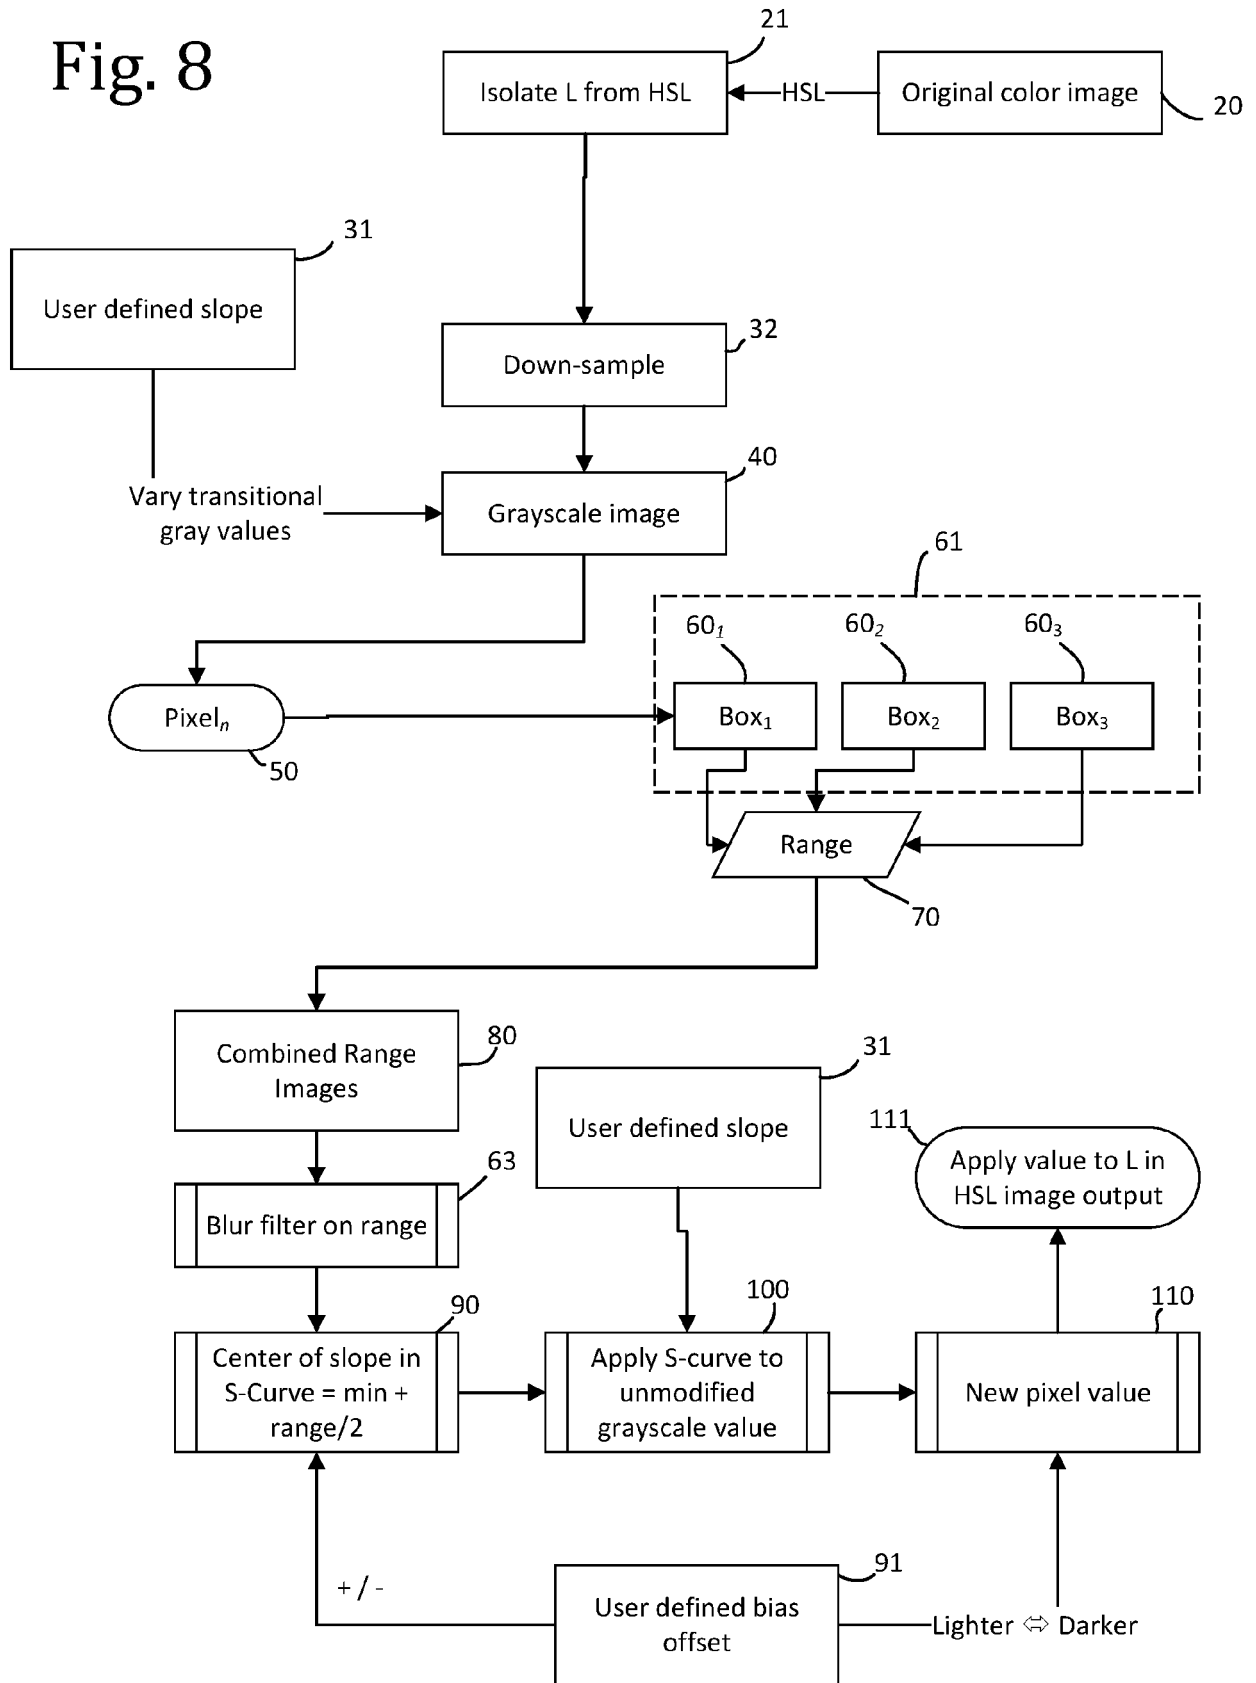 Fig. 8
21
Isolate L from HSL
HSL
Original color image
20
31
User defined slope
32
Down-sample
Vary transitional
gray values
40
Grayscale image
61
60₁
60₂
60₃
Pixelₙ
50
Box₁
Box₂
Box₃
Range
70
80
Combined Range
Images
31
User defined slope
111
Apply value to L in
HSL image output
63
Blur filter on range
90
Center of slope in
S-Curve = min +
range/2
100
Apply S-curve to
unmodified
grayscale value
110
New pixel value
+ / -
91
User defined bias
offset
Lighter ⇔ Darker